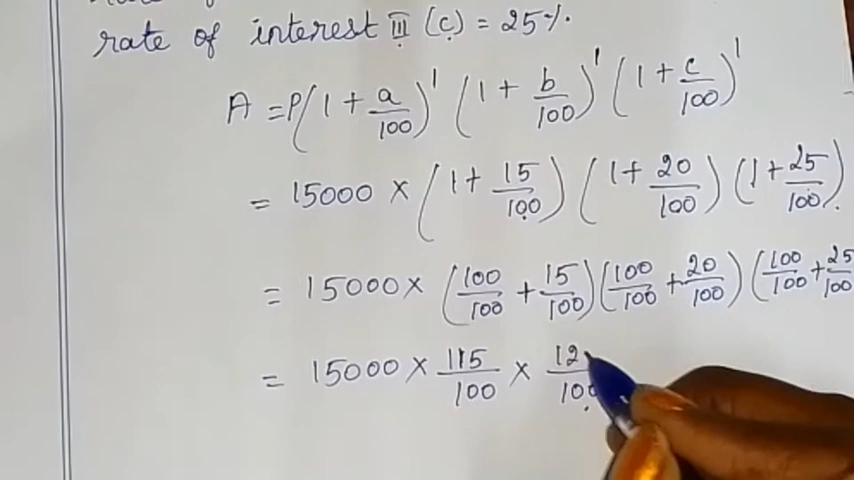 rate of interest III (c) = 25%.
A = P(1 + a/100)¹ (1 + b/100)¹ (1 + c/100)¹
= 15000 × (1 + 15/100) (1 + 20/100) (1 + 25/100)
= 15000 × (100/100 + 15/100) (100/100 + 20/100) (100/100 + 25/100
= 15000 × 115/100 × 12/100